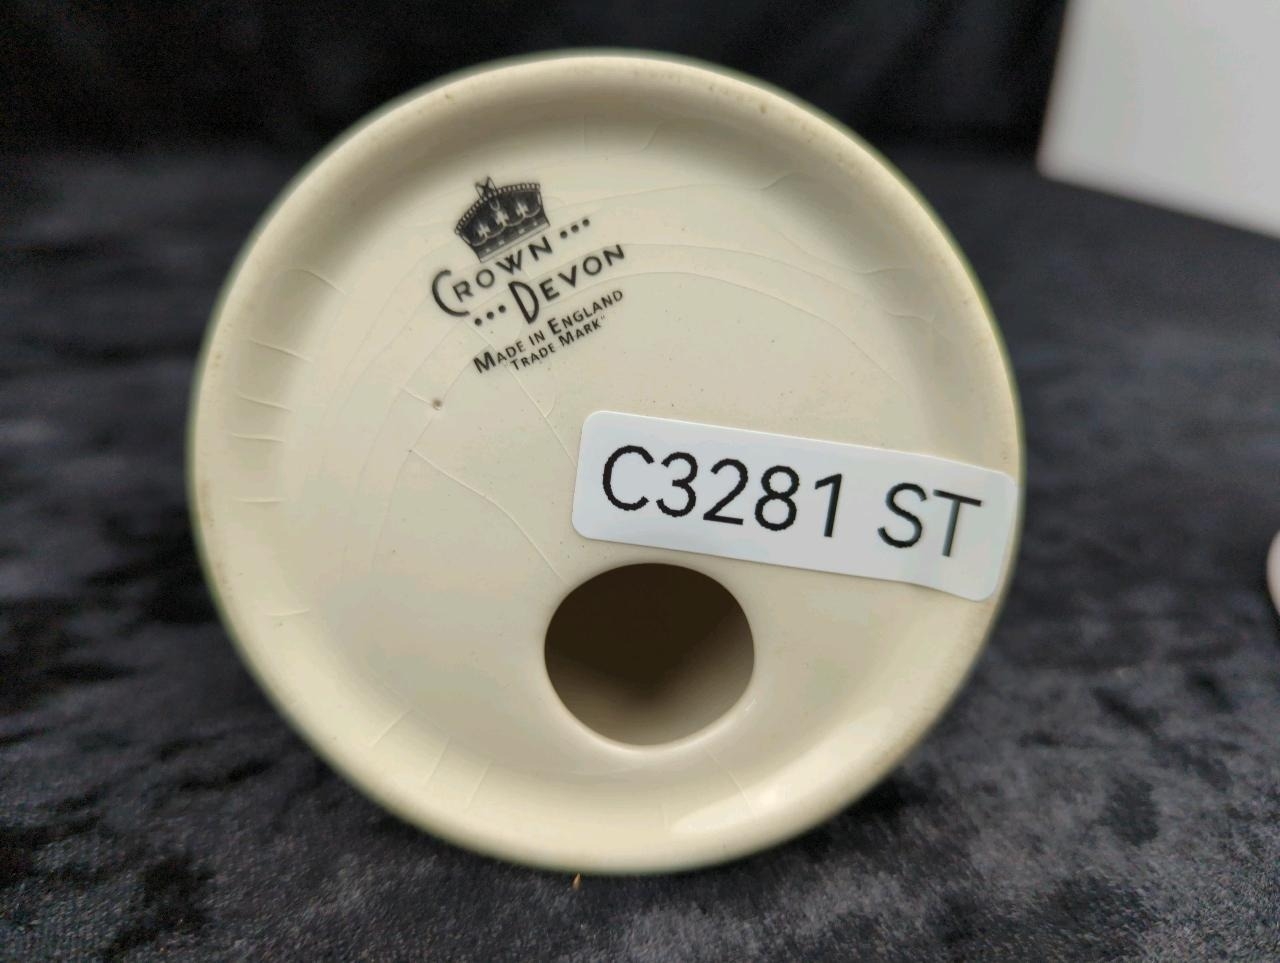 CROWN...
...DEVON
MADE IN ENGLAND
TRADE MARK"
C3281 ST